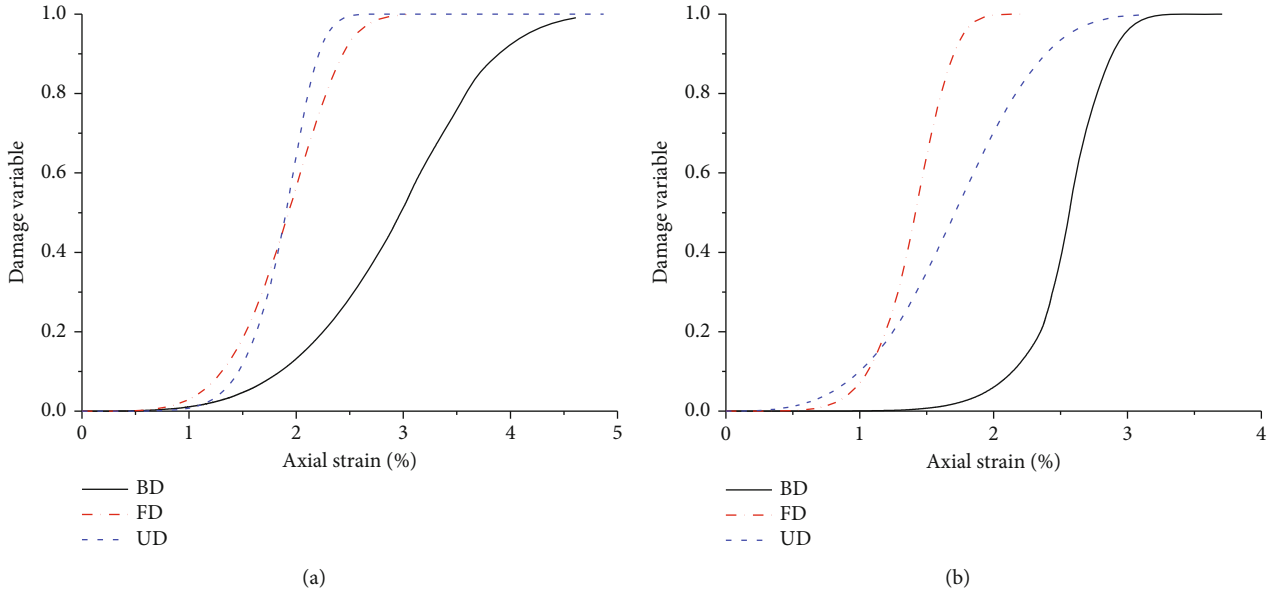 Damage variable
1.0
0.8
0.6
0.4
0.2
0.0
0 1 2 3 4 5
Axial strain (%)
BD
FD
UD
(a)
Damage variable
1.0
0.8
0.6
0.4
0.2
0.0
0 1 2 3 4
Axial strain (%)
BD
FD
UD
(b)